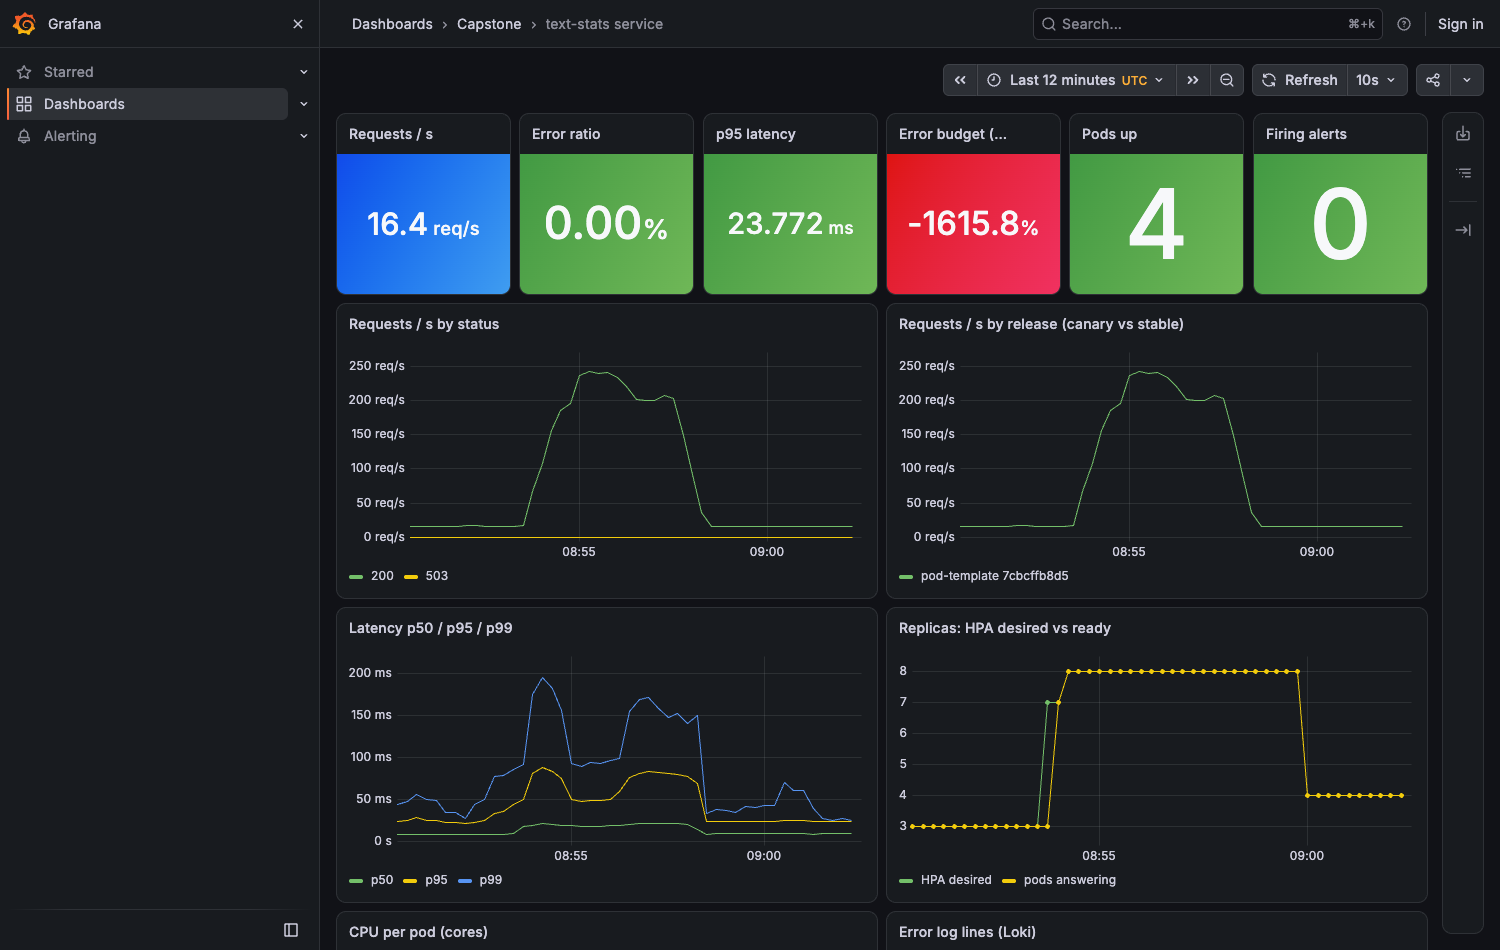 Grafana
Starred
Dashboards
Alerting
Dashboards › Capstone › text-stats service
Search... ⌘+k
Sign in
Last 12 minutes UTC
Refresh 10s
Requests / s
16.4 req/s
Error ratio
0.00%
p95 latency
23.772 ms
Error budget (...
-1615.8%
Pods up
4
Firing alerts
0
Requests / s by status
250 req/s
200 req/s
150 req/s
100 req/s
50 req/s
0 req/s
08:55 09:00
200 503
Requests / s by release (canary vs stable)
250 req/s
200 req/s
150 req/s
100 req/s
50 req/s
0 req/s
08:55 09:00
pod-template 7cbcffb8d5
Latency p50 / p95 / p99
200 ms
150 ms
100 ms
50 ms
0 s
08:55 09:00
p50 p95 p99
Replicas: HPA desired vs ready
8
7
6
5
4
3
08:55 09:00
HPA desired pods answering
CPU per pod (cores)
Error log lines (Loki)